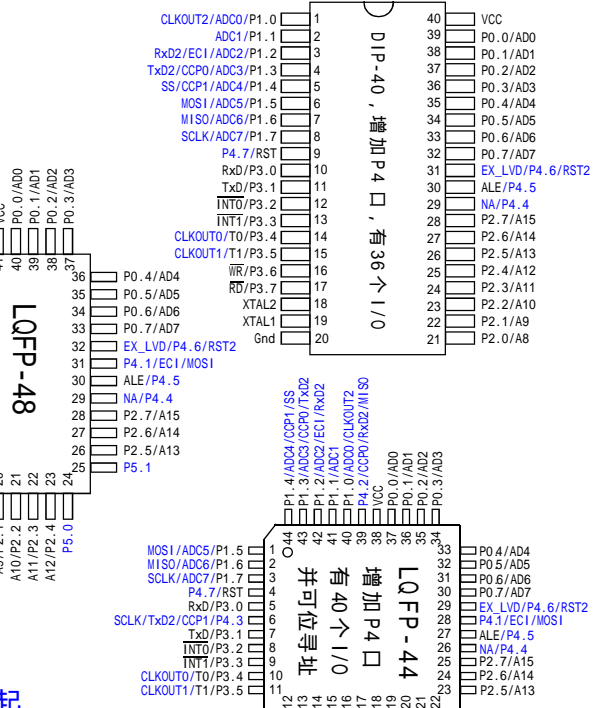 CLKOUT2/ADC0/P1.0 1
ADC1/P1.1 2
RxD2/ECI/ADC2/P1.2 3
TxD2/CCP0/ADC3/P1.3 4
SS/CCP1/ADC4/P1.4 5
MOSI/ADC5/P1.5 6
MISO/ADC6/P1.6 7
SCLK/ADC7/P1.7 8
P4.7/RST 9
RxD/P3.0 10
TxD/P3.1 11
INT0/P3.2 12
INT1/P3.3 13
CLKOUT0/T0/P3.4 14
CLKOUT1/T1/P3.5 15
WR/P3.6 16
RD/P3.7 17
XTAL2 18
XTAL1 19
Gnd 20
DIP-40，增加P4口，有36个I/O
40 VCC
39 P0.0/AD0
38 P0.1/AD1
37 P0.2/AD2
36 P0.3/AD3
35 P0.4/AD4
34 P0.5/AD5
33 P0.6/AD6
32 P0.7/AD7
31 EX_LVD/P4.6/RST2
30 ALE/P4.5
29 NA/P4.4
28 P2.7/A15
27 P2.6/A14
26 P2.5/A13
25 P2.4/A12
24 P2.3/A11
23 P2.2/A10
22 P2.1/A9
21 P2.0/A8
VCC 41
P0.0/AD0 40
P0.1/AD1 39
P0.2/AD2 38
P0.3/AD3 37
LQFP-48
36 P0.4/AD4
35 P0.5/AD5
34 P0.6/AD6
33 P0.7/AD7
32 EX_LVD/P4.6/RST2
31 P4.1/ECI/MOSI
30 ALE/P4.5
29 NA/P4.4
28 P2.7/A15
27 P2.6/A14
26 P2.5/A13
25 P5.1
20 A9/P2.1
21 A10/P2.2
22 A11/P2.3
23 A12/P2.4
24 P5.0
P1.4/ADC4/CCP1/SS 44
P1.3/ADC3/CCP0/TxD2 43
P1.2/ADC2/ECI/RxD2 42
P1.1/ADC1 41
P1.0/ADC0/CLKOUT2 40
P4.2/CCP0/RxD2/MISO 39
VCC 38
P0.0/AD0 37
P0.1/AD1 36
P0.2/AD2 35
P0.3/AD3 34
MOSI/ADC5/P1.5 1
MISO/ADC6/P1.6 2
SCLK/ADC7/P1.7 3
P4.7/RST 4
RxD/P3.0 5
SCLK/TxD2/CCP1/P4.3 6
TxD/P3.1 7
INT0/P3.2 8
INT1/P3.3 9
CLKOUT0/T0/P3.4 10
CLKOUT1/T1/P3.5 11
LQFP-44
增加P4口
有40个I/O
并可位寻址
33 P0.4/AD4
32 P0.5/AD5
31 P0.6/AD6
30 P0.7/AD7
29 EX_LVD/P4.6/RST2
28 P4.1/ECI/MOSI
27 ALE/P4.5
26 NA/P4.4
25 P2.7/A15
24 P2.6/A14
23 P2.5/A13
12 13 14 15 16 17 18 19 20 21 22
起